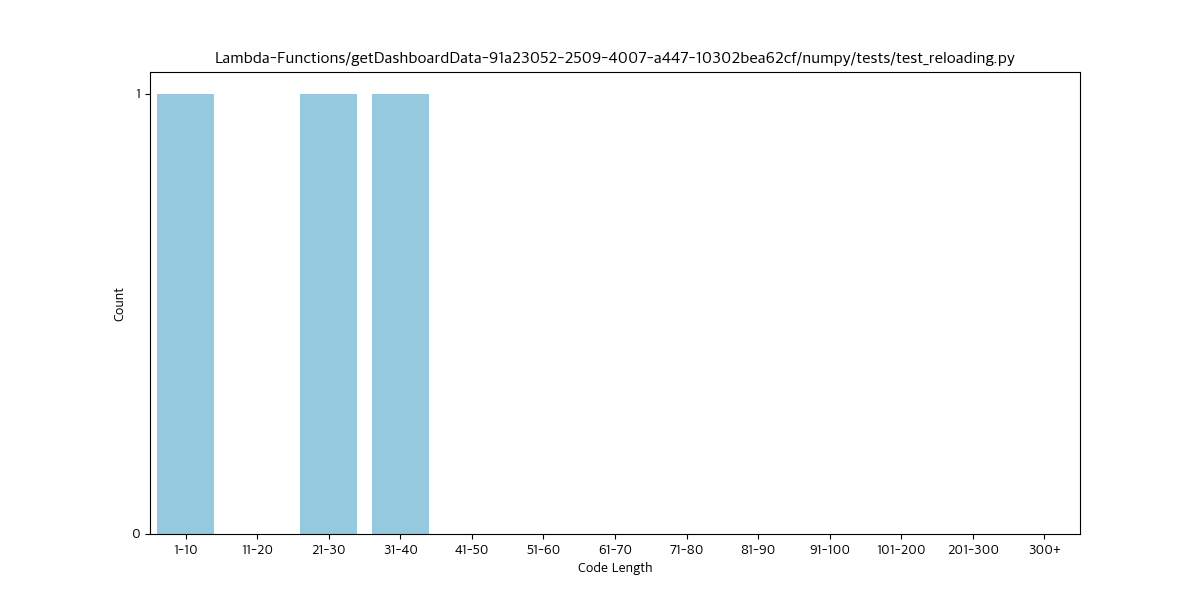 Lambda-Functions/getDashboardData-91a23052-2509-4007-a447-10302bea62cf/numpy/tests/test_reloading.py
1
Count
0
1-10 11-20 21-30 31-40 41-50 51-60 61-70 71-80 81-90 91-100 101-200 201-300 300+
Code Length